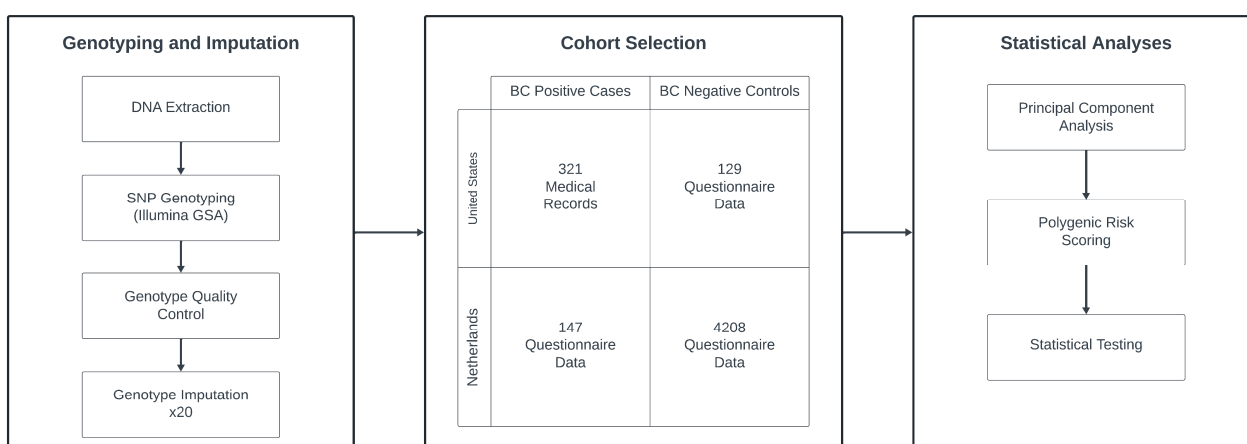 Genotyping and Imputation
DNA Extraction
SNP Genotyping
(Illumina GSA)
Genotype Quality
Control
Genotype Imputation
x20
Cohort Selection
BC Positive Cases
BC Negative Controls
United States
321
Medical
Records
129
Questionnaire
Data
Netherlands
147
Questionnaire
Data
4208
Questionnaire
Data
Statistical Analyses
Principal Component
Analysis
Polygenic Risk
Scoring
Statistical Testing